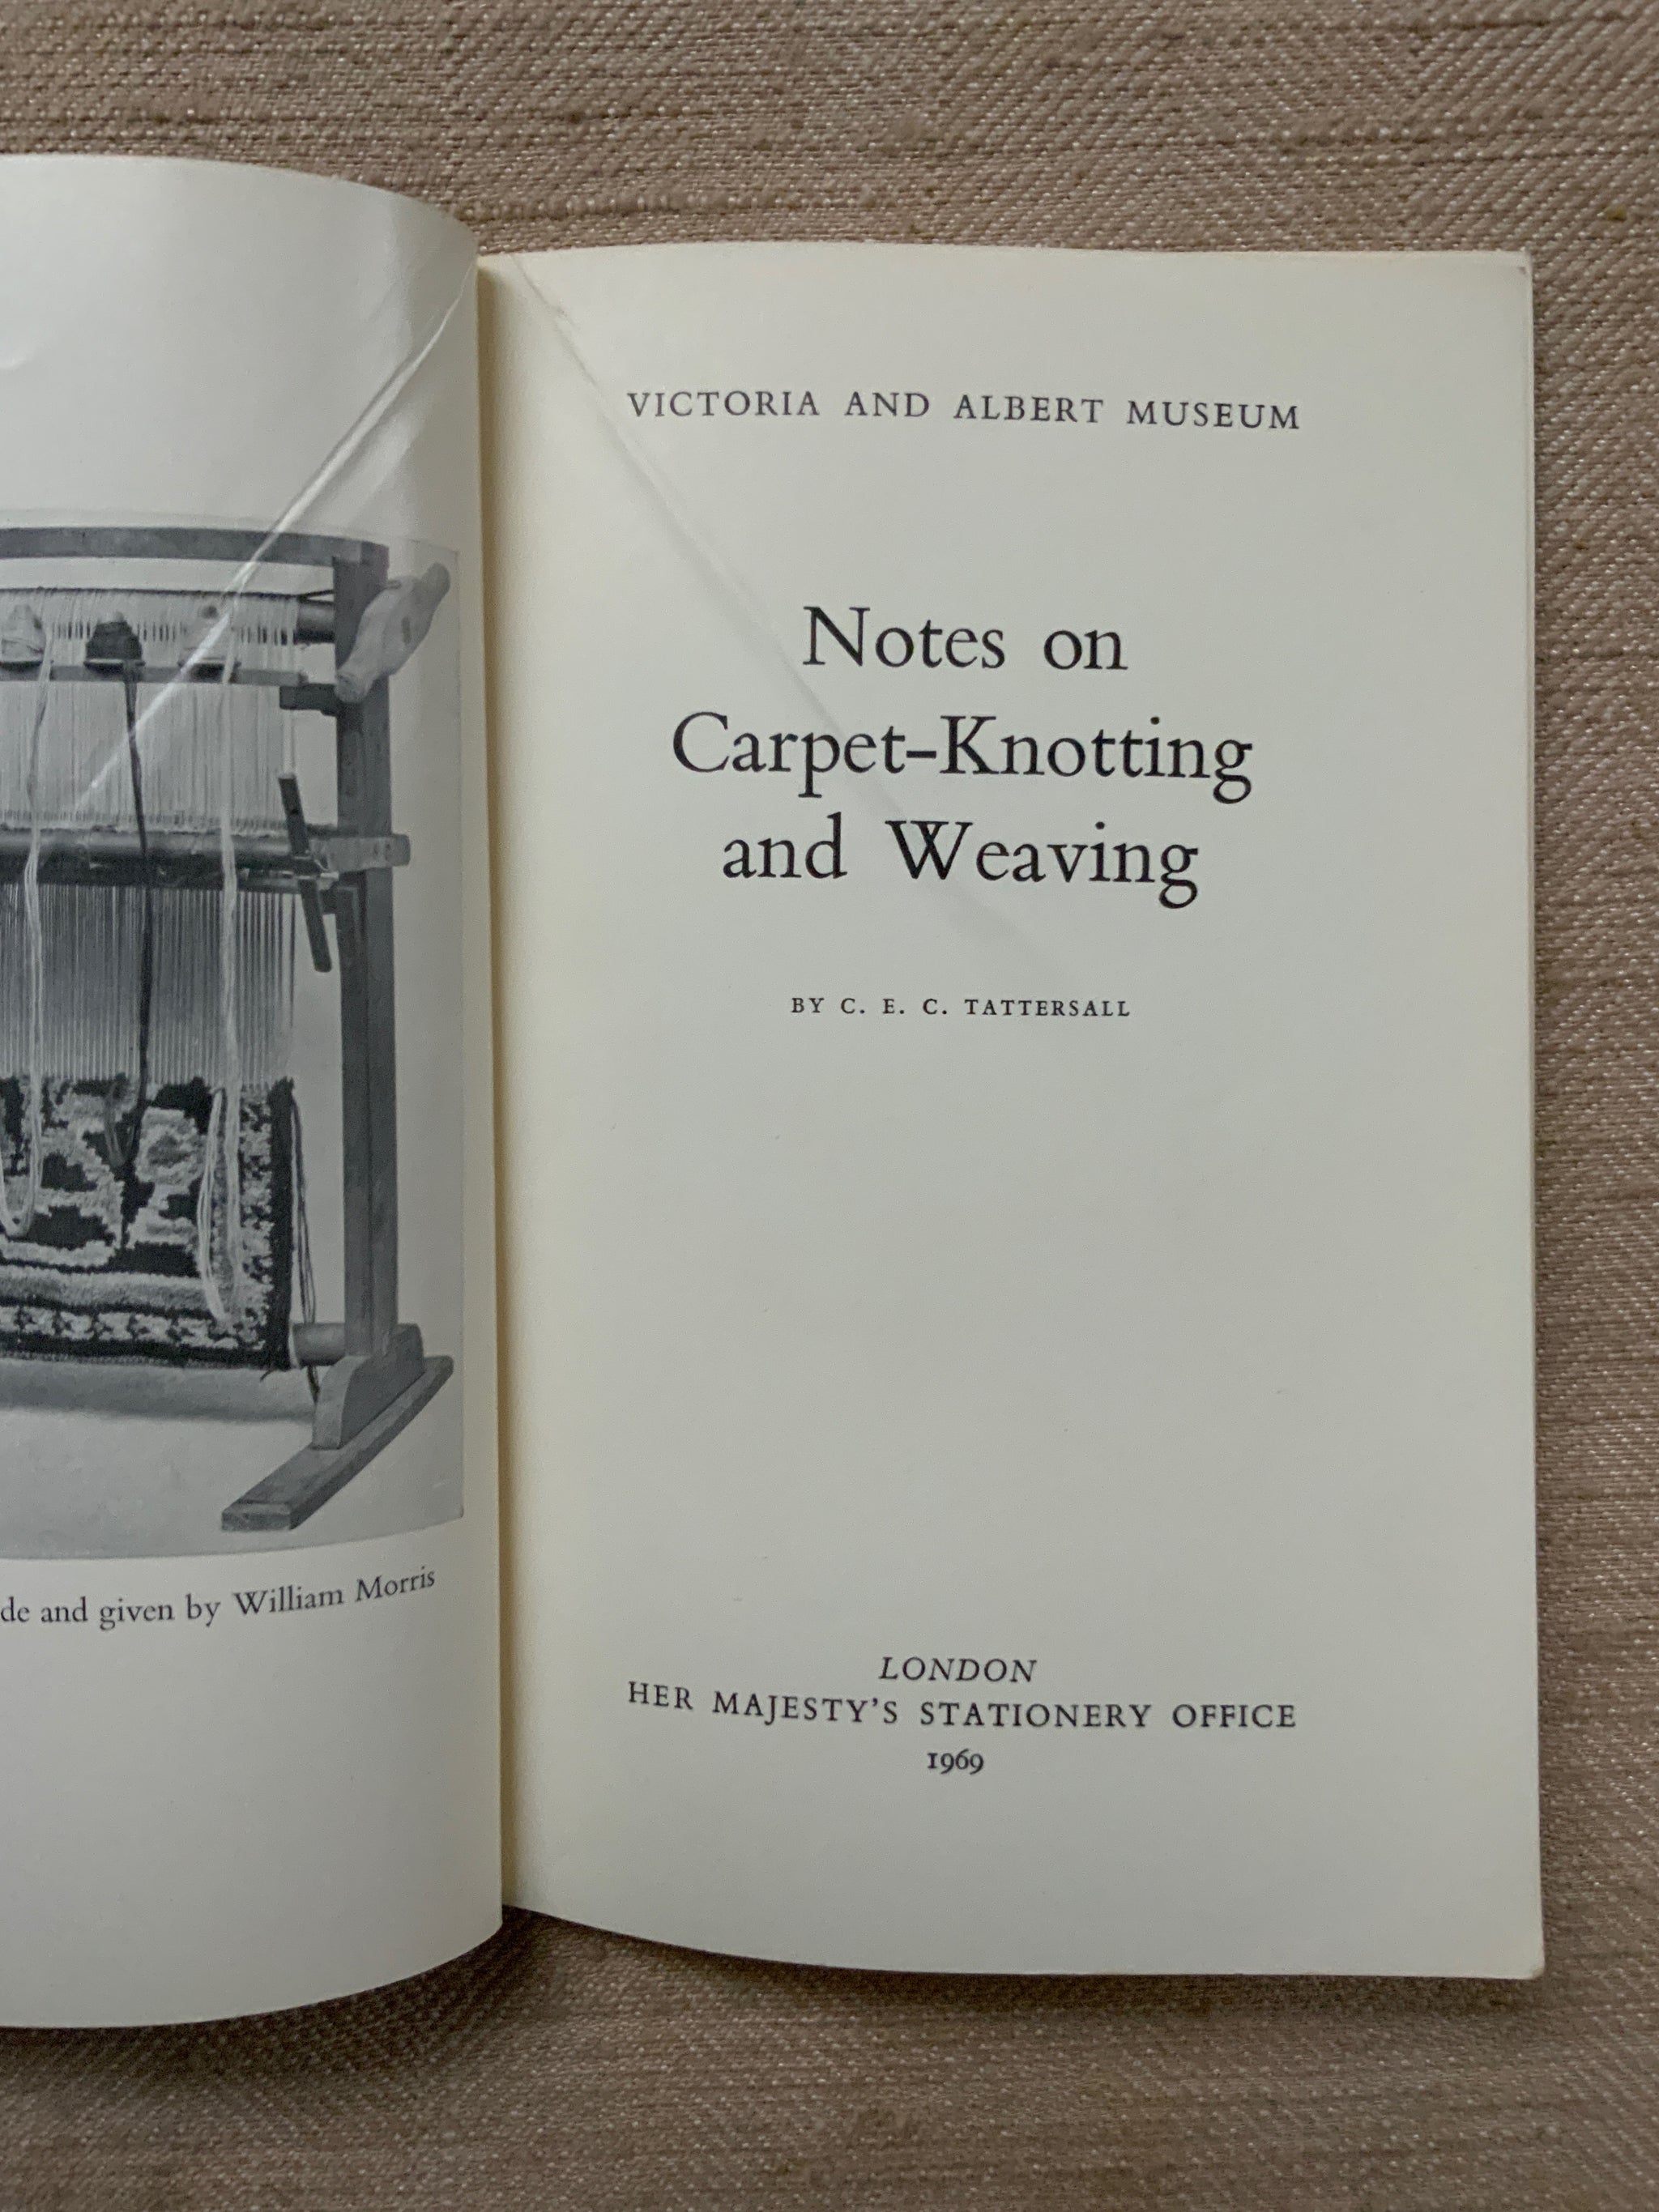 de and given by William Morris
VICTORIA AND ALBERT MUSEUM
Notes on
Carpet-Knotting
and Weaving
BY C. E. C. TATTERSALL
LONDON
HER MAJESTY'S STATIONERY OFFICE
1969